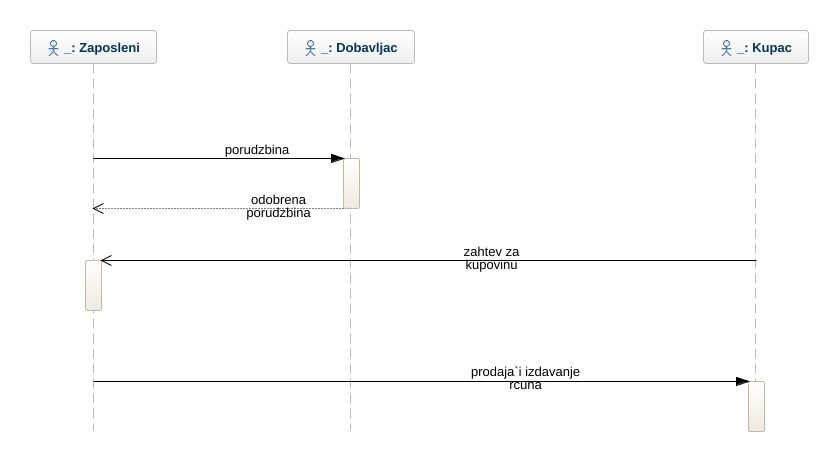 _: Zaposleni
_: Dobavljac
_: Kupac
porudzbina
odobrena
porudzbina
zahtev za
kupovinu
prodaja`i izdavanje
rcuna